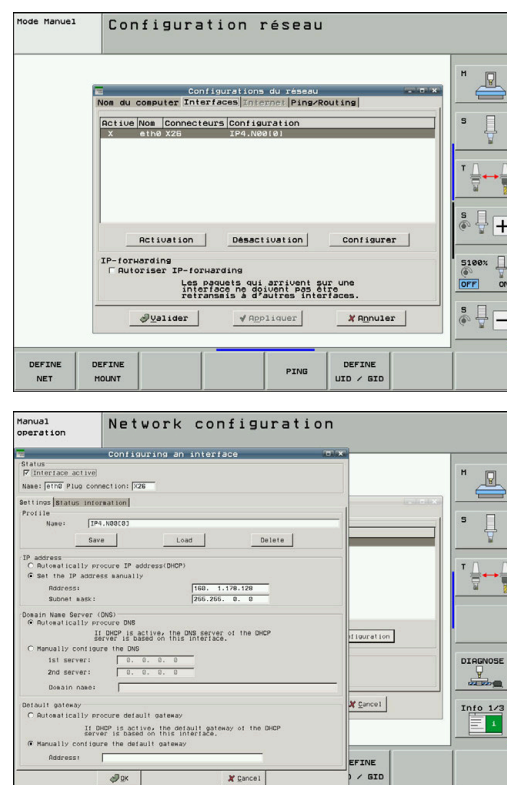 Mode Manuel
Configuration réseau
Configurations du réseau
Nom du computer Interfaces Internet Ping/Routing
Active Nom Connecteurs Configuration
X eth0 X26 IP4.N00[0]
Activation Désactivation Configurer
IP-forwarding
Autoriser IP-forwarding
Les paquets qui arrivent sur une
interface ne doivent pas être
retransmis à d'autres interfaces.
Valider Appliquer Annuler
M
S
T
S
+
S100%
OFF ON
S
−
DEFINE NET
DEFINE MOUNT
PING
DEFINE UID / GID
Manual operation
Network configuration
Configuring an interface
Status
Interface active
Name: eth0 Plug connection: X26
Settings Status information
Profile
Name: IP4.N00[0]
Save Load Delete
IP address
Automatically procure IP address(DHCP)
Set the IP address manually
Address: 160. 1.178.128
Subnet mask: 255.255. 0. 0
Domain Name Server (DNS)
Automatically procure DNS
If DHCP is active, the DNS server of the DHCP
server is based on this interface.
Manually configure the DNS
1st server: 0. 0. 0. 0
2nd server: 0. 0. 0. 0
Domain name:
Default gateway
Automatically procure default gateway
If DHCP is active, the default gateway of the DHCP
server is based on this interface.
Manually configure the default gateway
Address:
OK Cancel
Cancel
M
S
T
DIAGNOSE
Info 1/3
1
/ GID